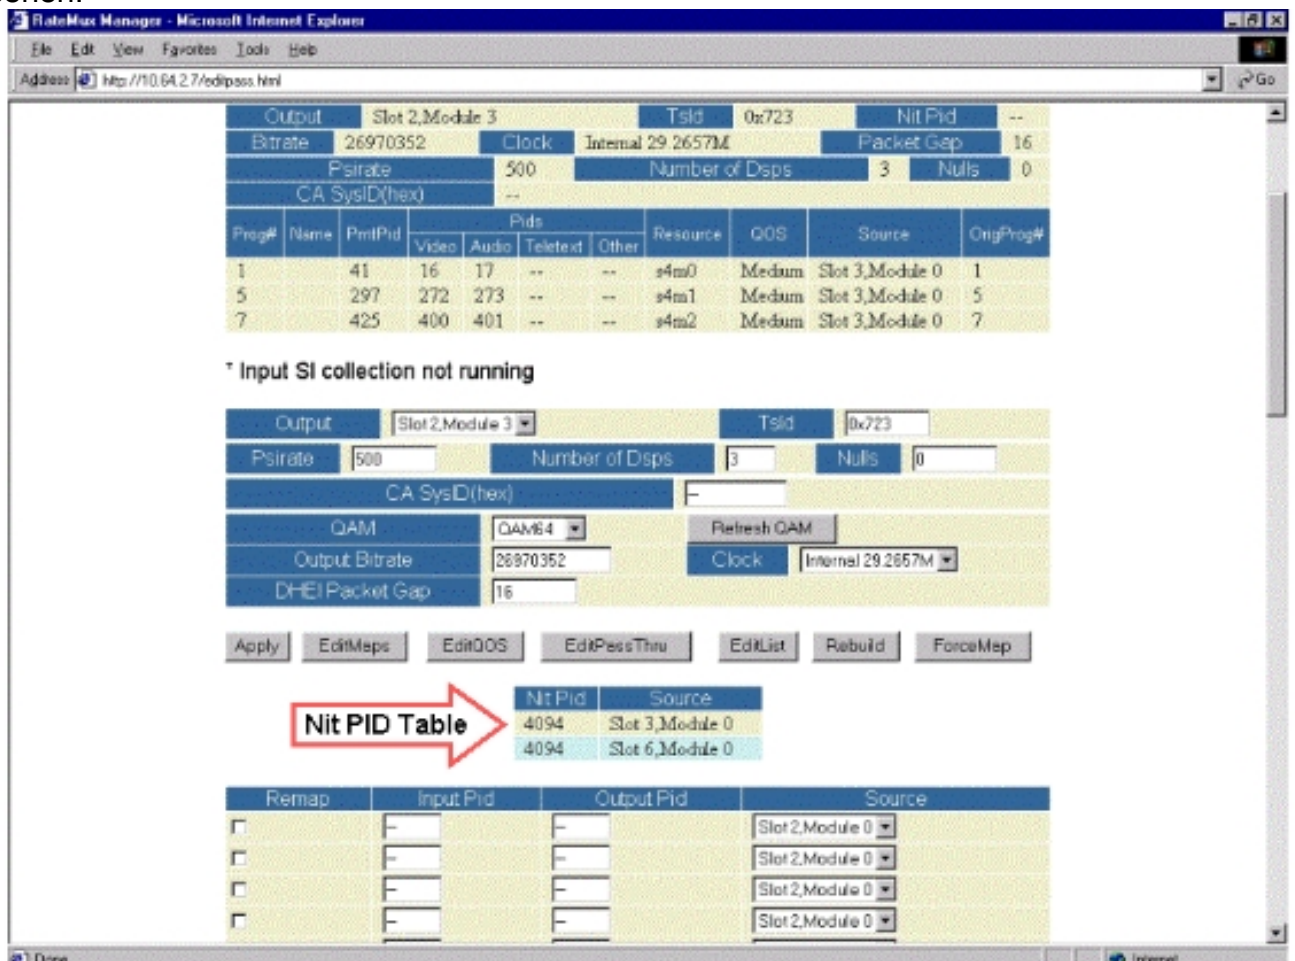 RateMux Manager - Microsoft Internet Explorer
File Edit View Favorites Tools Help
Address http://10.64.2.7/editpass.html Go
Output Slot 2,Module 3 TsId 0x723 Nit Pid --
Bitrate 26970352 Clock Internal 29.2657M Packet Gap 16
Psirate 500 Number of Dsps 3 Nulls 0
CA SysID(hex) --
Prog# Name PmtPid Pids Resource QOS Source OrigProg#
Video Audio Teletext Other
1 41 16 17 -- -- s4m0 Medium Slot 3,Module 0 1
5 297 272 273 -- -- s4m1 Medium Slot 3,Module 0 5
7 425 400 401 -- -- s4m2 Medium Slot 3,Module 0 7
* Input SI collection not running
Output Slot 2,Module 3 TsId 0x723
Psirate 500 Number of Dsps 3 Nulls 0
CA SysID(hex) --
QAM QAM64 Refresh QAM
Output Bitrate 26970352 Clock Internal 29.2657M
DHEI Packet Gap 16
Apply EditMaps EditQOS EditPassThru EditList Rebuild ForceMap
Nit Pid Source
Nit PID Table 4094 Slot 3,Module 0
4094 Slot 6,Module 0
Remap Input Pid Output Pid Source
-- -- Slot 2,Module 0
-- -- Slot 2,Module 0
-- -- Slot 2,Module 0
-- -- Slot 2,Module 0
Done Internet